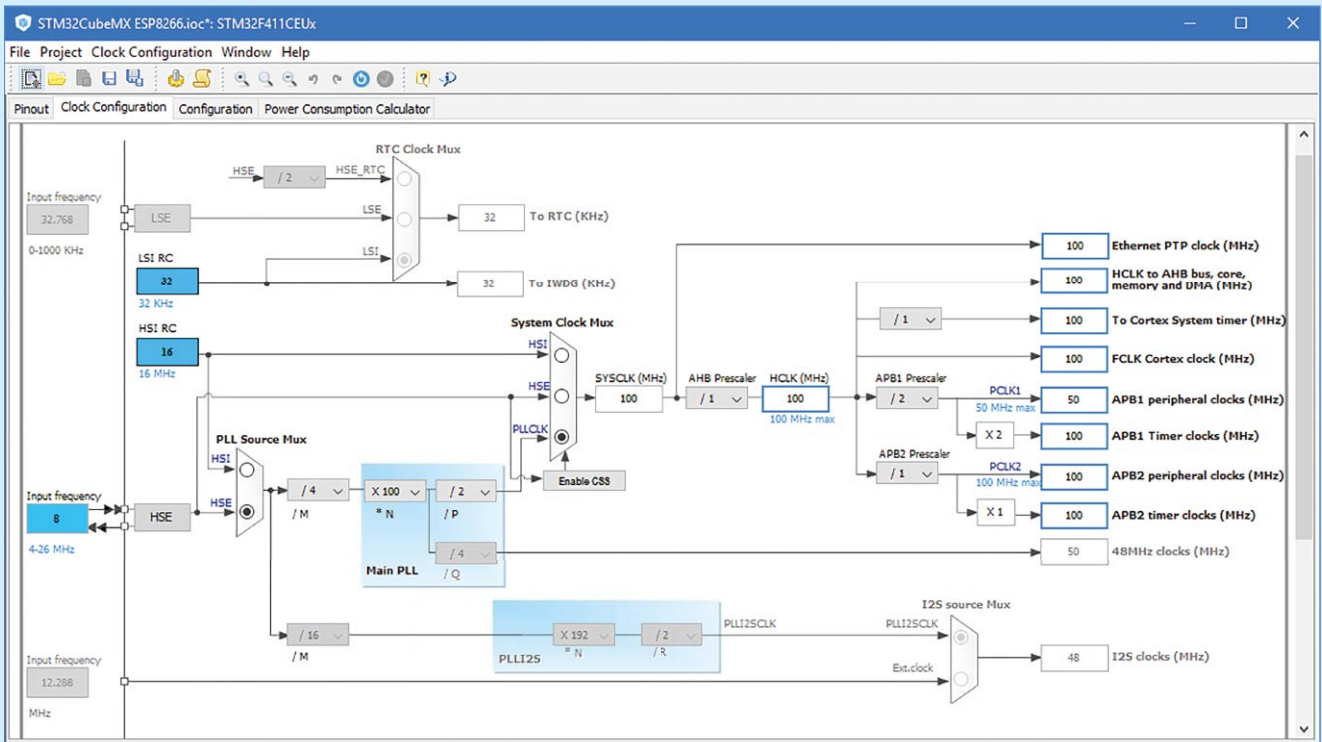 STM32CubeMX ESP8266.ioc*: STM32F411CEUx
File Project Clock Configuration Window Help
Pinout Clock Configuration Configuration Power Consumption Calculator
RTC Clock Mux
HSE / 2 HSE_RTC
Input frequency
32.768
0-1000 KHz
LSE
LSE
32 To RTC (KHz)
LSI
LSI RC
32
32 KHz
32 To IWDG (KHz)
100 Ethernet PTP clock (MHz)
100 HCLK to AHB bus, core,
memory and DMA (MHz)
/ 1 100 To Cortex System timer (MHz)
100 FCLK Cortex clock (MHz)
HSI RC
16
16 MHz
System Clock Mux
HSI
HSE
PLLCLK
SYSCLK (MHz)
100
AHB Prescaler
/ 1
HCLK (MHz)
100
100 MHz max
APB1 Prescaler
/ 2
PCLK1
50 MHz max
50 APB1 peripheral clocks (MHz)
X 2 100 APB1 Timer clocks (MHz)
APB2 Prescaler
/ 1
PCLK2
100 MHz max
100 APB2 peripheral clocks (MHz)
X 1 100 APB2 timer clocks (MHz)
Enable CSS
PLL Source Mux
HSI
HSE
Input frequency
8
4-26 MHz
HSE
/ 4
/ M
X 100
* N
/ 2
/ P
/ 4
/ Q
Main PLL
50 48MHz clocks (MHz)
/ 16
/ M
X 192
* N
/ 2
/ R
PLLI2S
PLLI2SCLK
I2S source Mux
PLLI2SCLK
Ext.clock
48 I2S clocks (MHz)
Input frequency
12.288
MHz